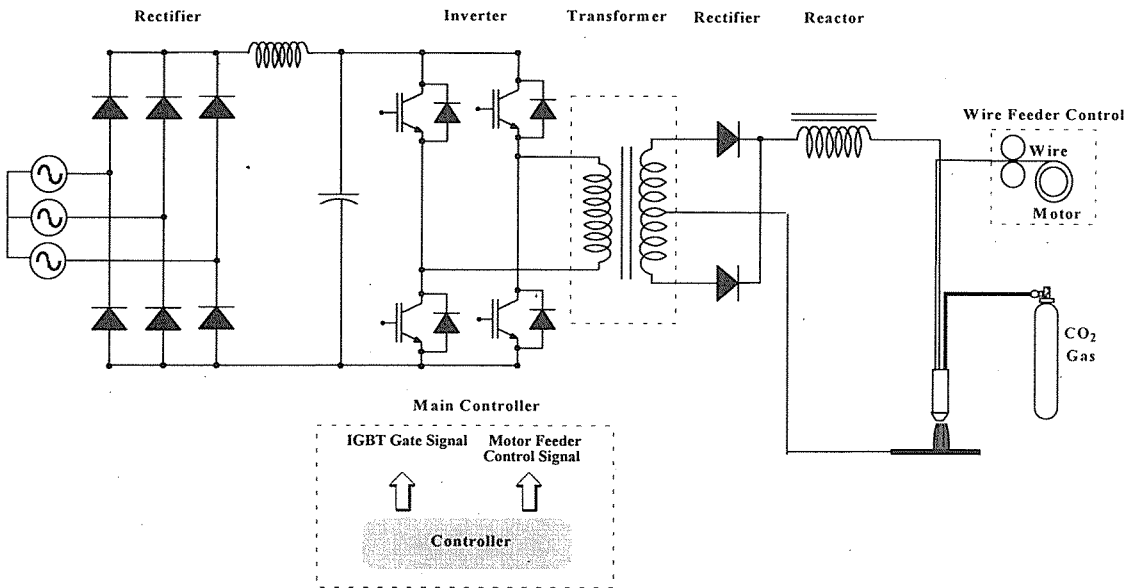 Rectifier
Inverter
Transformer
Rectifier
Reactor
Wire Feeder Control
Wire
Motor
CO₂
Gas
Main Controller
IGBT Gate Signal
Motor Feeder
Control Signal
Controller